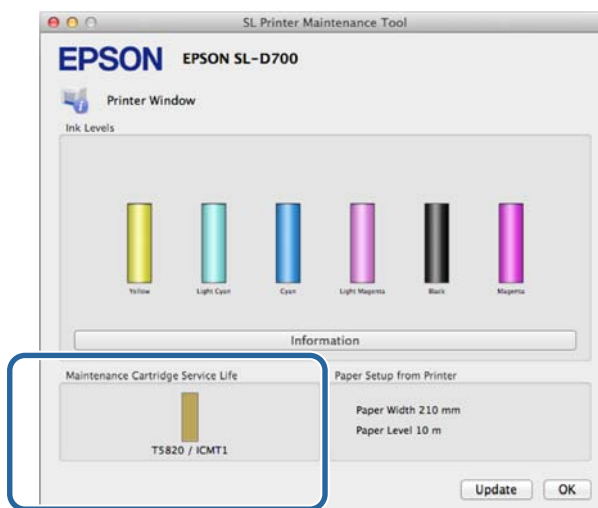 SL Printer Maintenance Tool
EPSON EPSON SL-D700
Printer Window
Ink Levels
Yellow Light Cyan Cyan Light Magenta Black Magenta
Information
Maintenance Cartridge Service Life
T5820 / ICMT1
Paper Setup from Printer
Paper Width 210 mm
Paper Level 10 m
Update OK